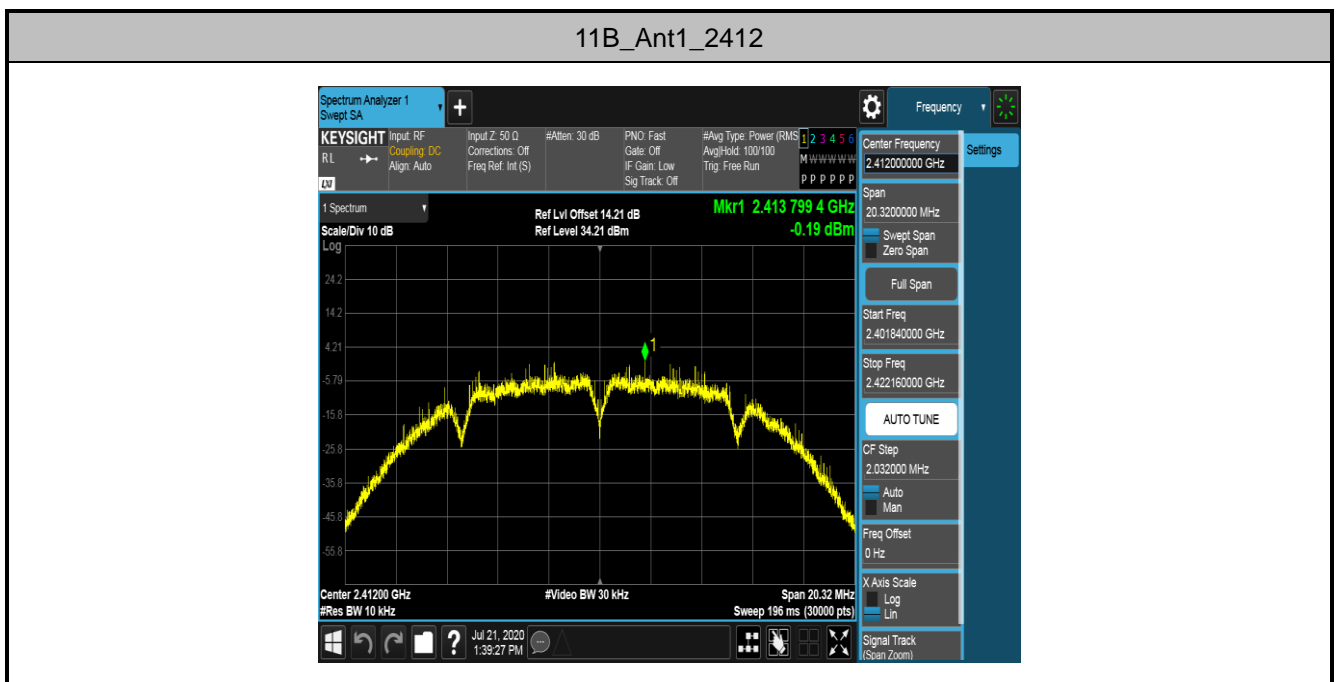 11B_Ant1_2412
Spectrum Analyzer 1
Swept SA
+
Frequency
KEYSIGHT
RL
LXI
Input: RF
Coupling: DC
Align: Auto
Input Z: 50 Ω
Corrections: Off
Freq Ref: Int (S)
#Atten: 30 dB
PNO: Fast
Gate: Off
IF Gain: Low
Sig Track: Off
#Avg Type: Power (RMS
Avg|Hold: 100/100
Trig: Free Run
1 2 3 4 5 6
M W W W W W
P P P P P P
Center Frequency
2.412000000 GHz
Settings
Span
20.3200000 MHz
Swept Span
Zero Span
Full Span
Start Freq
2.401840000 GHz
Stop Freq
2.422160000 GHz
AUTO TUNE
CF Step
2.032000 MHz
Auto
Man
Freq Offset
0 Hz
X Axis Scale
Log
Lin
Signal Track
(Span Zoom)
1 Spectrum
Scale/Div 10 dB
Log
Ref Lvl Offset 14.21 dB
Ref Level 34.21 dBm
Mkr1 2.413 799 4 GHz
-0.19 dBm
24.2
14.2
4.21
-5.79
-15.8
-25.8
-35.8
-45.8
-55.8
1
Center 2.41200 GHz
#Video BW 30 kHz
Span 20.32 MHz
#Res BW 10 kHz
Sweep 196 ms (30000 pts)
?
Jul 21, 2020
1:39:27 PM